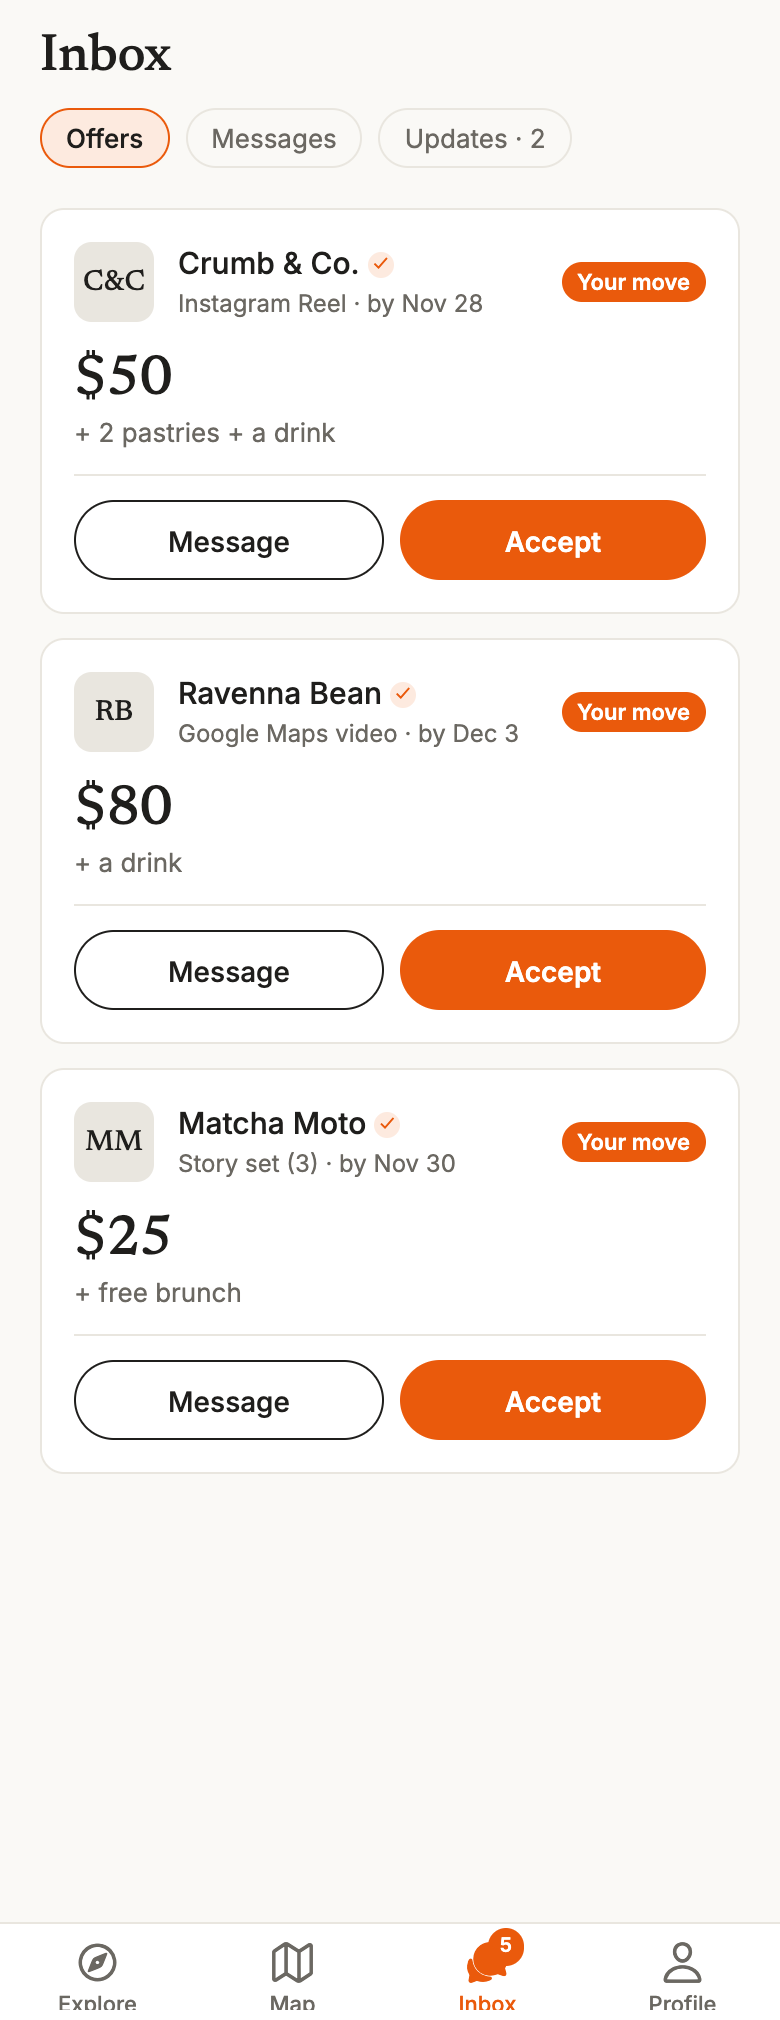 Inbox
Offers
Messages
Updates · 2
C&C
Crumb & Co.
Instagram Reel · by Nov 28
Your move
$50
+ 2 pastries + a drink
Message
Accept
RB
Ravenna Bean
Google Maps video · by Dec 3
Your move
$80
+ a drink
Message
Accept
MM
Matcha Moto
Story set (3) · by Nov 30
Your move
$25
+ free brunch
Message
Accept
5
Explore
Map
Inbox
Profile